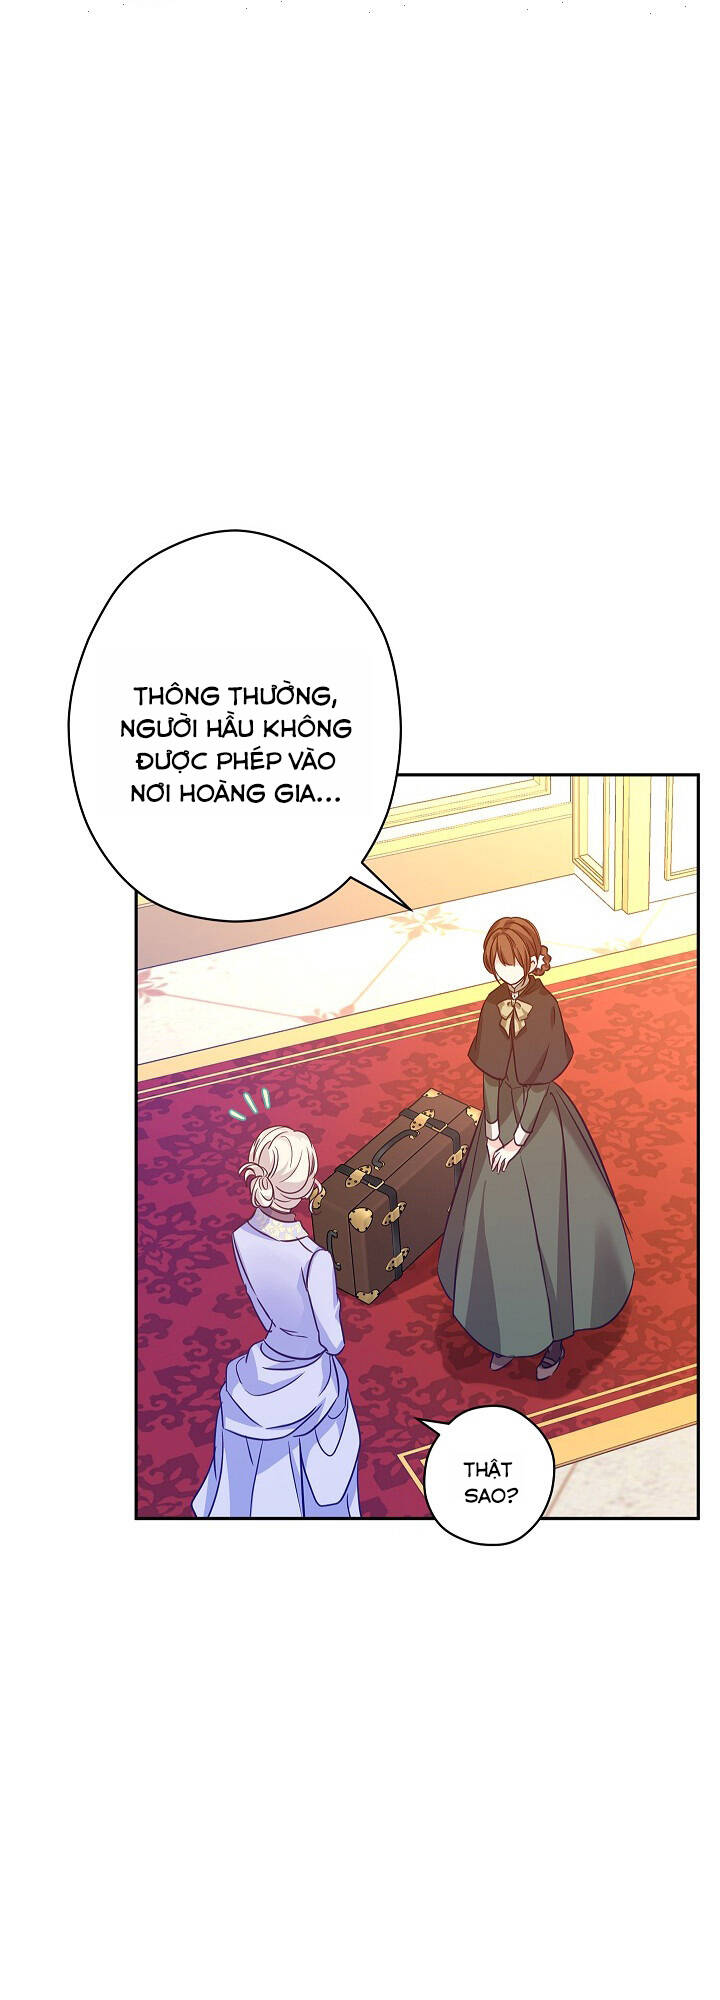 THÔNG THƯỜNG,
NGƯỜI HẦU KHÔNG
ĐƯỢC PHÉP VÀO
NƠI HOÀNG GIA...
THẬT
SAO?